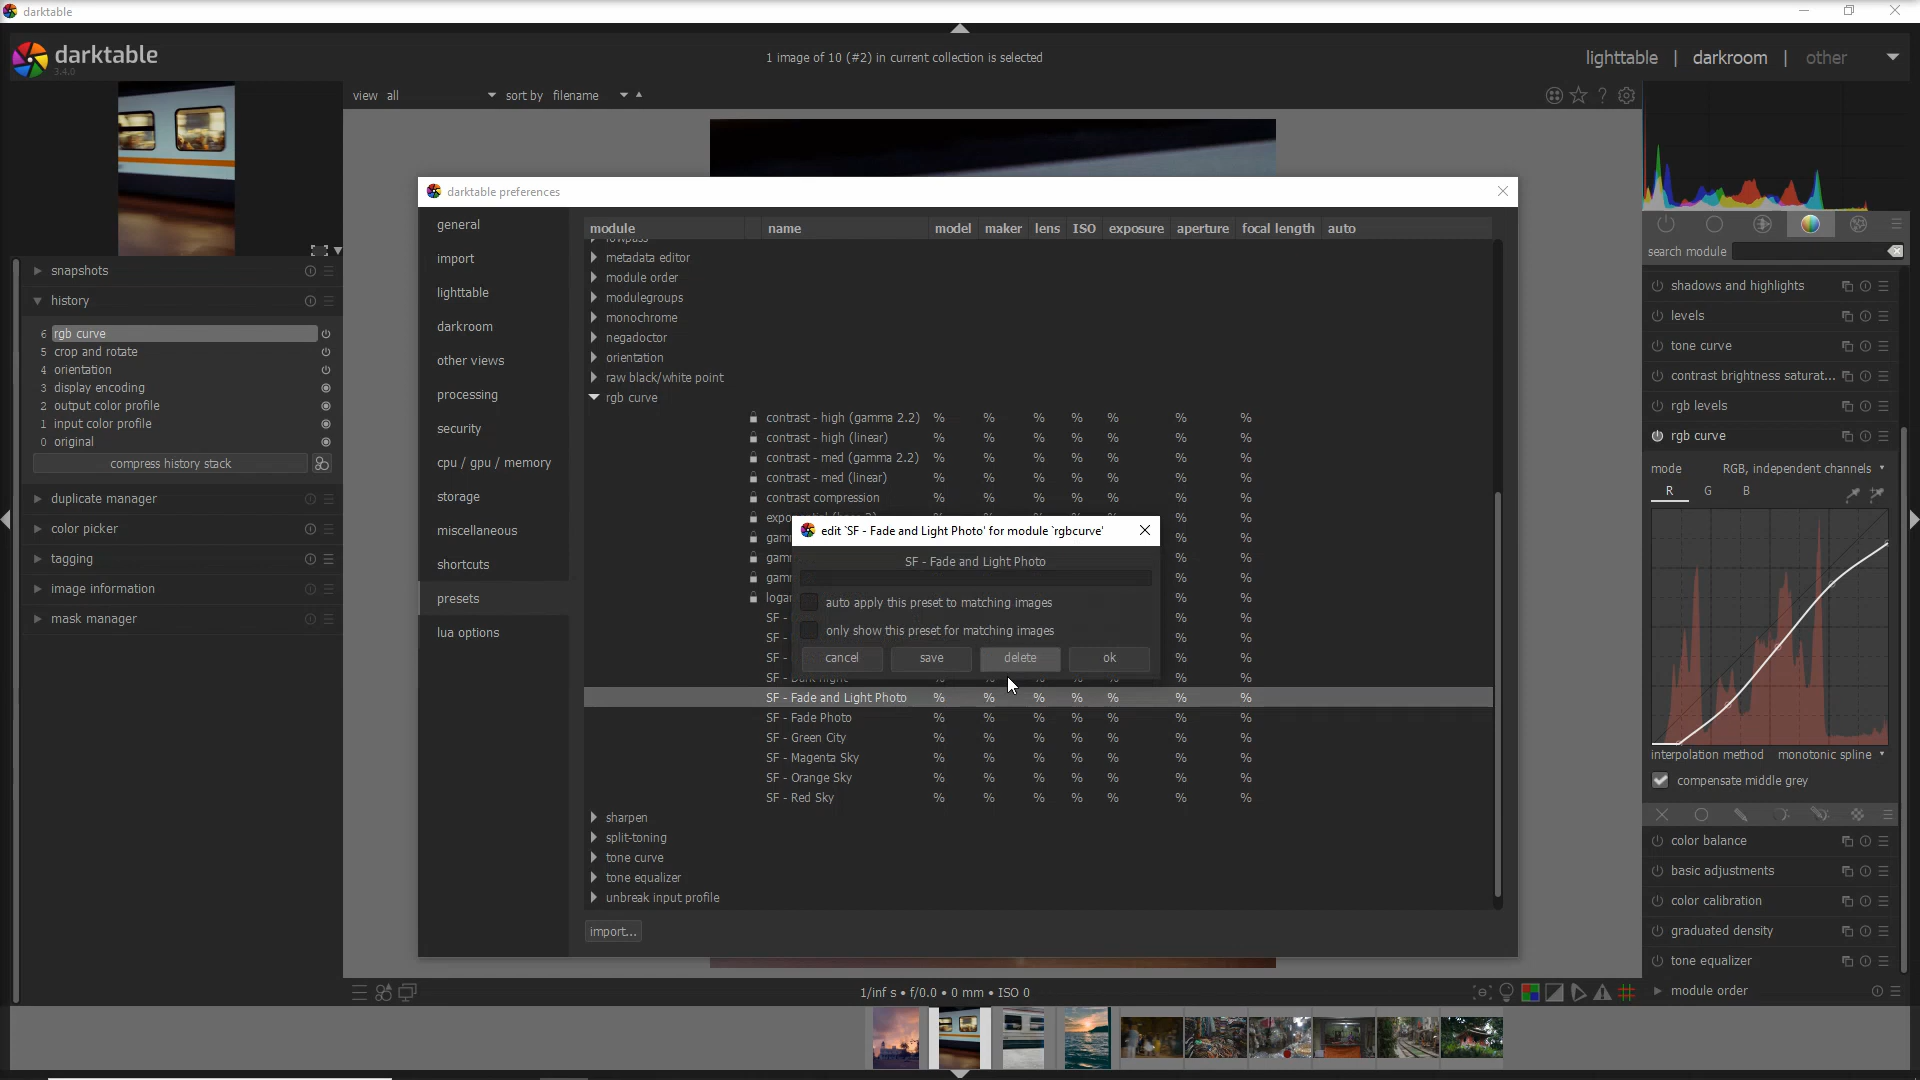 darktable
darktable
3.4.0
1 image of 10 (#2) in current collection is selected
lighttable | darkroom | other
view all sort by filename
snapshots
history
6 rgb curve
5 crop and rotate
4 orientation
3 display encoding
2 output color profile
1 input color profile
0 original
compress history stack
duplicate manager
color picker
tagging
image information
mask manager
darktable preferences
general
import
lighttable
darkroom
other views
processing
security
cpu / gpu / memory
storage
miscellaneous
shortcuts
presets
lua options
module name model maker lens ISO exposure aperture focal length auto
lowpass
metadata editor
module order
modulegroups
monochrome
negadoctor
orientation
raw black/white point
rgb curve
contrast - high (gamma 2.2) % % % % % % %
contrast - high (linear) % % % % % % %
contrast - med (gamma 2.2) % % % % % % %
contrast - med (linear) % % % % % % %
contrast compression % % % % % % %
% %
% %
% %
% %
% %
SF - % %
SF - % %
SF - % %
SF - % % % % % % %
SF - Fade and Light Photo % % % % % % %
SF - Fade Photo % % % % % % %
SF - Green City % % % % % % %
SF - Magenta Sky % % % % % % %
SF - Orange Sky % % % % % % %
SF - Red Sky % % % % % % %
sharpen
split-toning
tone curve
tone equalizer
unbreak input profile
import...
edit `SF - Fade and Light Photo' for module `rgbcurve'
SF - Fade and Light Photo
auto apply this preset to matching images
only show this preset for matching images
cancel save delete ok
1/inf s • f/0.0 • 0 mm • ISO 0
search module
shadows and highlights
levels
tone curve
contrast brightness saturat...
rgb levels
rgb curve
mode RGB, independent channels
R G B
interpolation method monotonic spline
compensate middle grey
color balance
basic adjustments
color calibration
graduated density
tone equalizer
module order